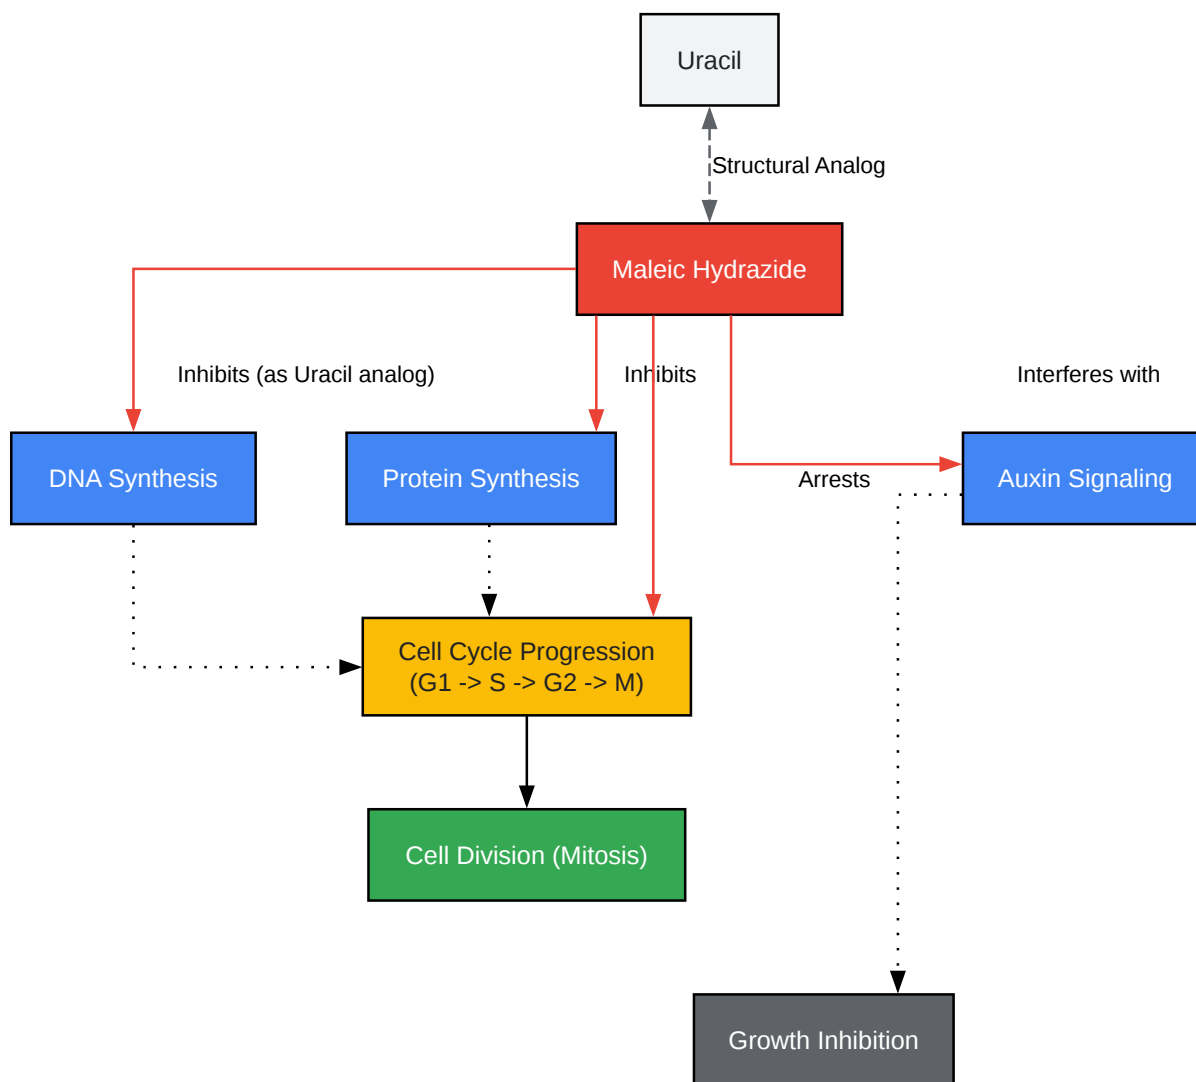 Uracil
Structural Analog
Maleic Hydrazide
Inhibits (as Uracil analog)
Inhibits
Interferes with
DNA Synthesis
Protein Synthesis
Arrests
Auxin Signaling
Cell Cycle Progression
(G1 -> S -> G2 -> M)
Cell Division (Mitosis)
Growth Inhibition